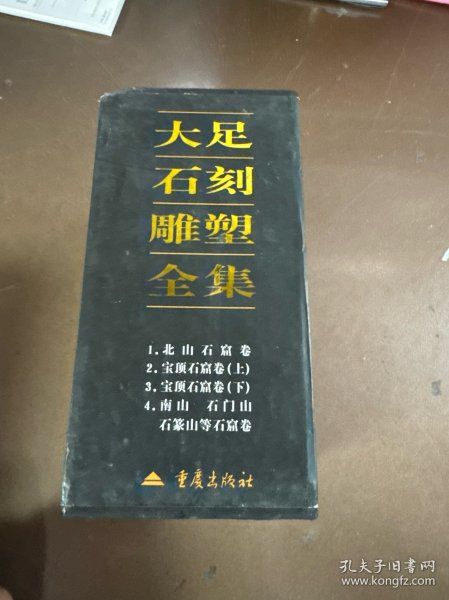 大足
石刻
雕塑
全集
1.北山石窟卷
2.宝顶石窟卷(上)
3.宝顶石窟卷(下)
4.南山 石门山
石篆山等石窟卷
重庆出版社
孔夫子旧书网
www.kongfz.com